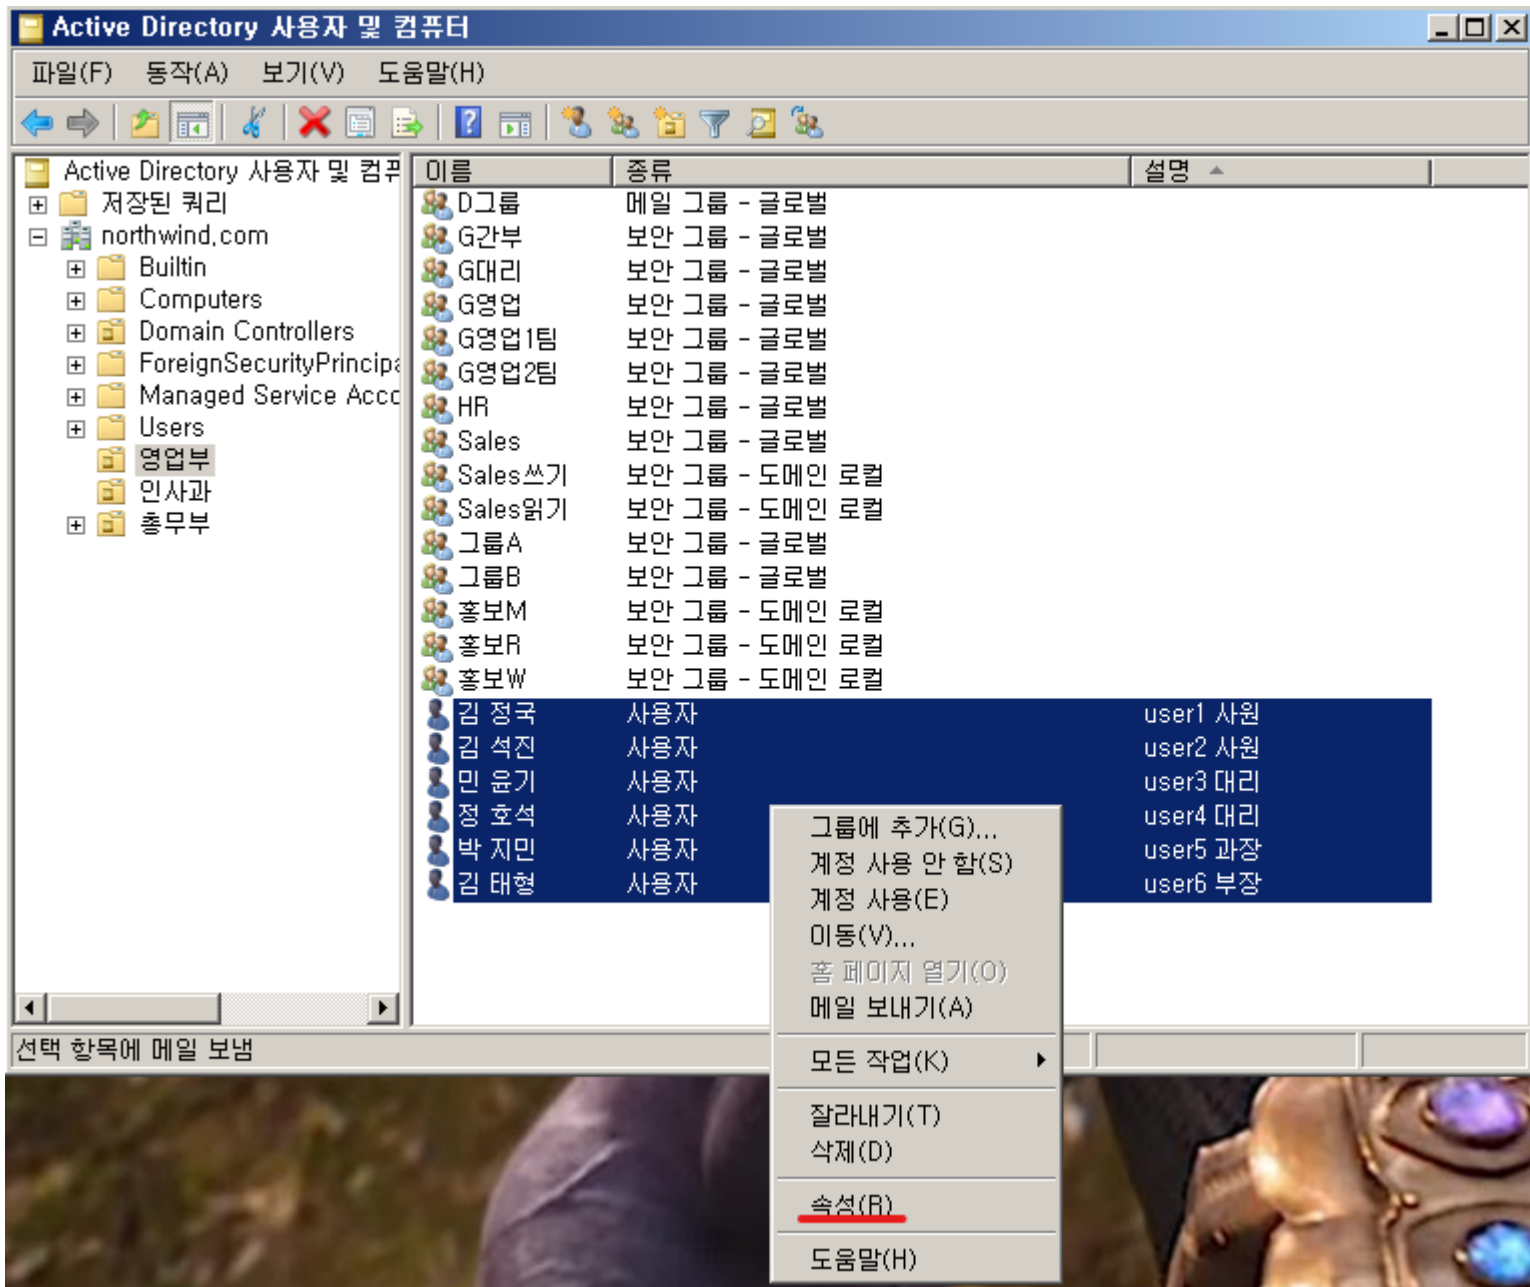 Active Directory 사용자 및 컴퓨터
파일(F) 동작(A) 보기(V) 도움말(H)
Active Directory 사용자 및 컴퓨
저장된 쿼리
northwind.com
Builtin
Computers
Domain Controllers
ForeignSecurityPrincipa
Managed Service Acco
Users
영업부
인사과
총무부
이름 종류 설명
D그룹 메일 그룹 - 글로벌
G간부 보안 그룹 - 글로벌
G대리 보안 그룹 - 글로벌
G영업 보안 그룹 - 글로벌
G영업1팀 보안 그룹 - 글로벌
G영업2팀 보안 그룹 - 글로벌
HR 보안 그룹 - 글로벌
Sales 보안 그룹 - 글로벌
Sales쓰기 보안 그룹 - 도메인 로컬
Sales읽기 보안 그룹 - 도메인 로컬
그룹A 보안 그룹 - 글로벌
그룹B 보안 그룹 - 글로벌
홍보M 보안 그룹 - 도메인 로컬
홍보R 보안 그룹 - 도메인 로컬
홍보W 보안 그룹 - 도메인 로컬
김 정국 사용자 user1 사원
김 석진 사용자 user2 사원
민 윤기 사용자 user3 대리
정 호석 사용자 user4 대리
박 지민 사용자 user5 과장
김 태형 사용자 user6 부장
그룹에 추가(G)...
계정 사용 안 함(S)
계정 사용(E)
이동(V)...
홈 페이지 열기(O)
메일 보내기(A)
모든 작업(K)
잘라내기(T)
삭제(D)
속성(R)
도움말(H)
선택 항목에 메일 보냄